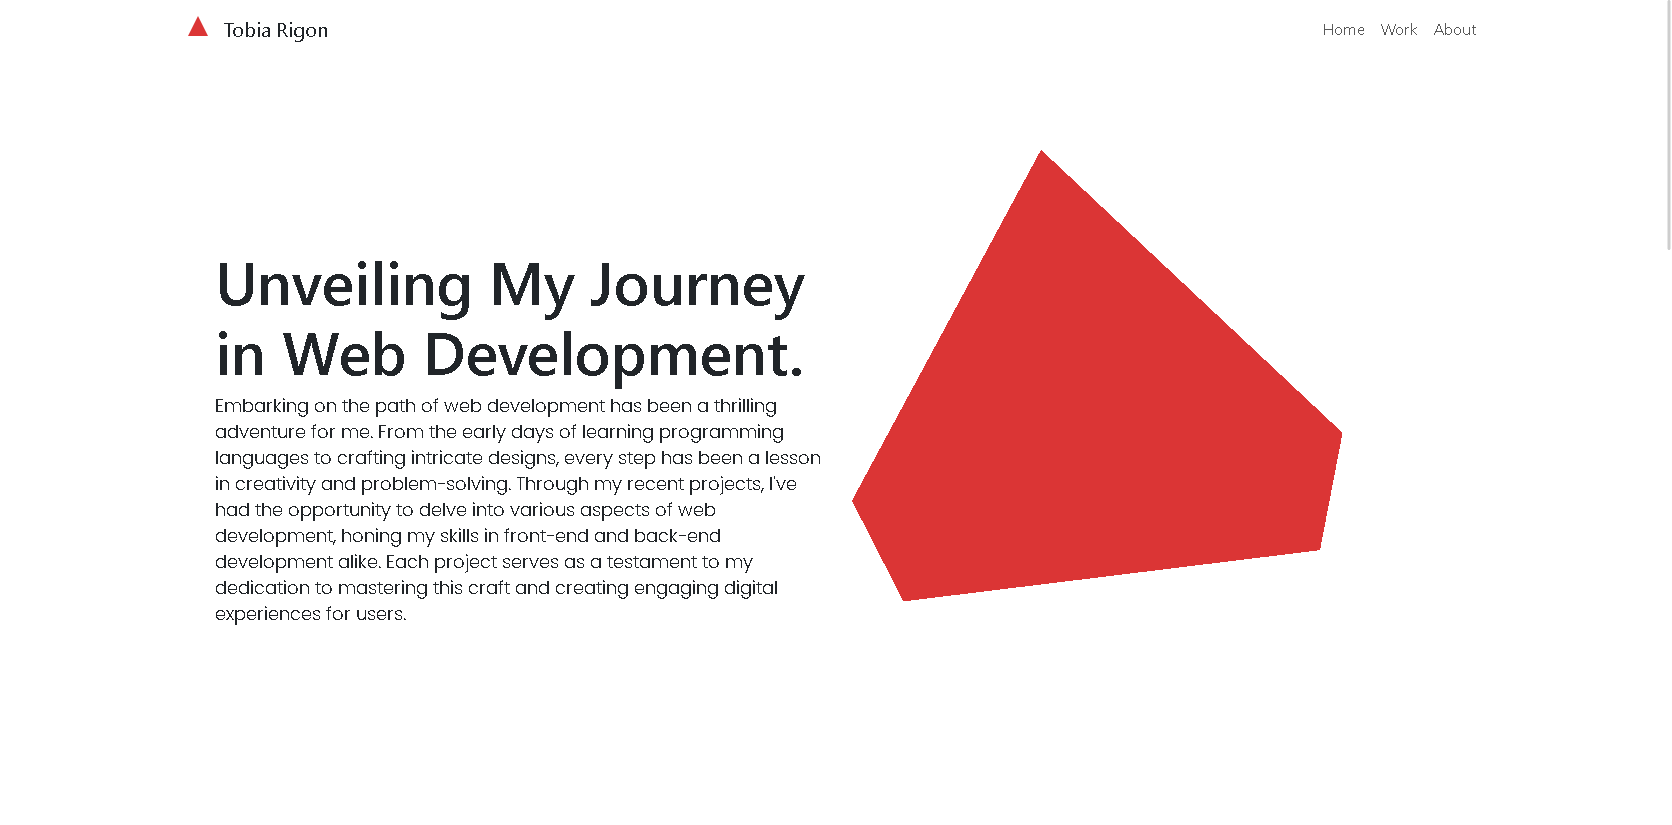 Tobia Rigon
Home Work About
Unveiling My Journey
in Web Development.
Embarking on the path of web development has been a thrilling
adventure for me. From the early days of learning programming
languages to crafting intricate designs, every step has been a lesson
in creativity and problem-solving. Through my recent projects, I've
had the opportunity to delve into various aspects of web
development, honing my skills in front-end and back-end
development alike. Each project serves as a testament to my
dedication to mastering this craft and creating engaging digital
experiences for users.